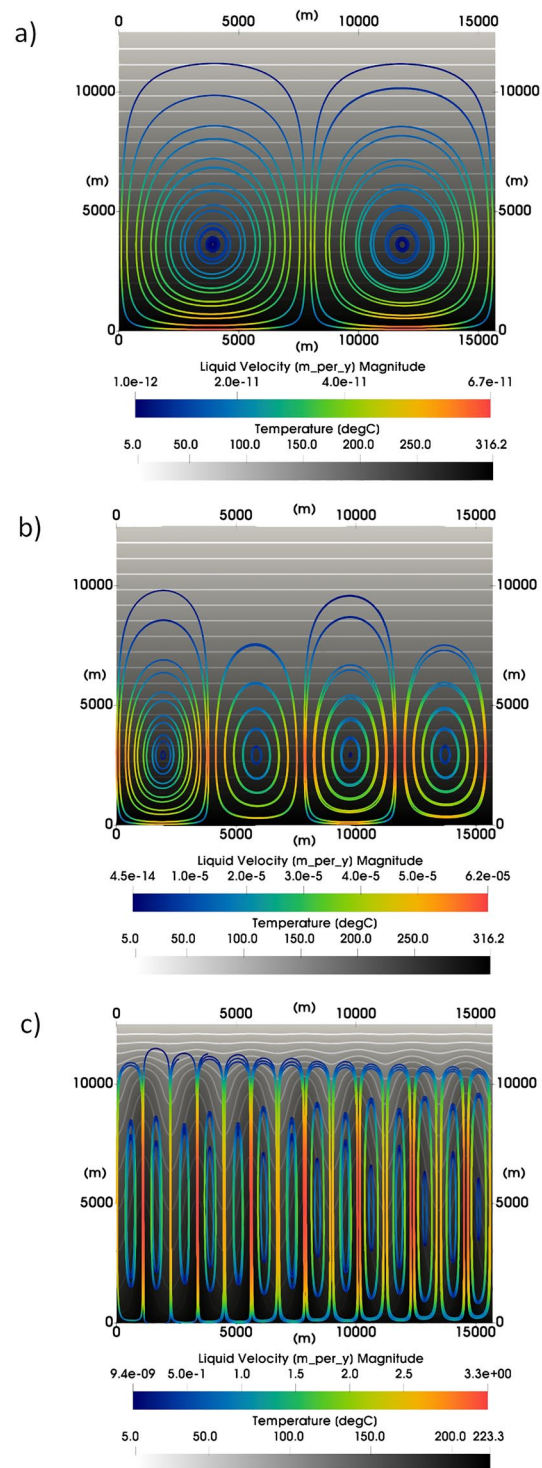 a)
(m)
0 5000 10000 15000
10000 10000
(m) (m)
5000 5000
0 0
0 5000 10000 15000
(m)
Liquid Velocity (m_per_y) Magnitude
1.0e-12 2.0e-11 4.0e-11 6.7e-11
Temperature (degC)
5.0 50.0 100.0 150.0 200.0 250.0 316.2
b)
(m)
0 5000 10000 15000
10000 10000
(m) (m)
5000 5000
0 0
0 5000 10000 15000
(m)
Liquid Velocity (m_per_y) Magnitude
4.5e-14 1.0e-5 2.0e-5 3.0e-5 4.0e-5 5.0e-5 6.2e-05
Temperature (degC)
5.0 50.0 100.0 150.0 200.0 250.0 316.2
c)
(m)
0 5000 10000 15000
10000 10000
(m) (m)
5000 5000
0 0
0 5000 10000 15000
(m)
Liquid Velocity (m_per_y) Magnitude
9.4e-09 5.0e-1 1.0 1.5 2.0 2.5 3.3e+00
Temperature (degC)
5.0 50.0 100.0 150.0 200.0 223.3